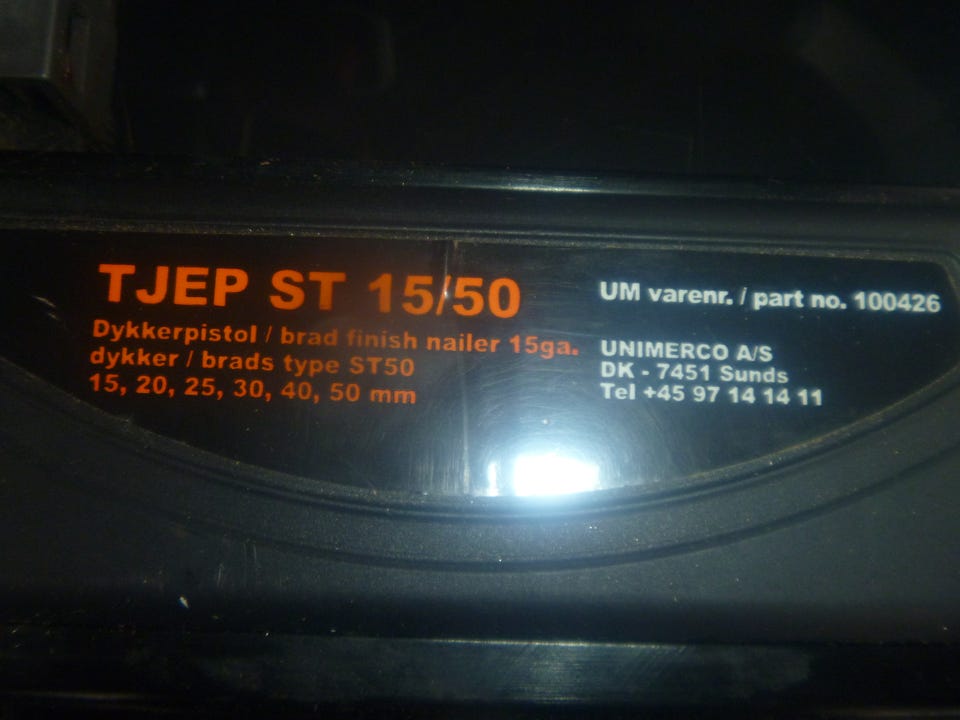 TJEP ST 15/50
Dykkerpistol / brad finish nailer 15ga.
dykker / brads type ST50
15, 20, 25, 30, 40, 50 mm
UM varenr. / part no. 100426
UNIMERCO A/S
DK - 7451 Sunds
Tel +45 97 14 14 11